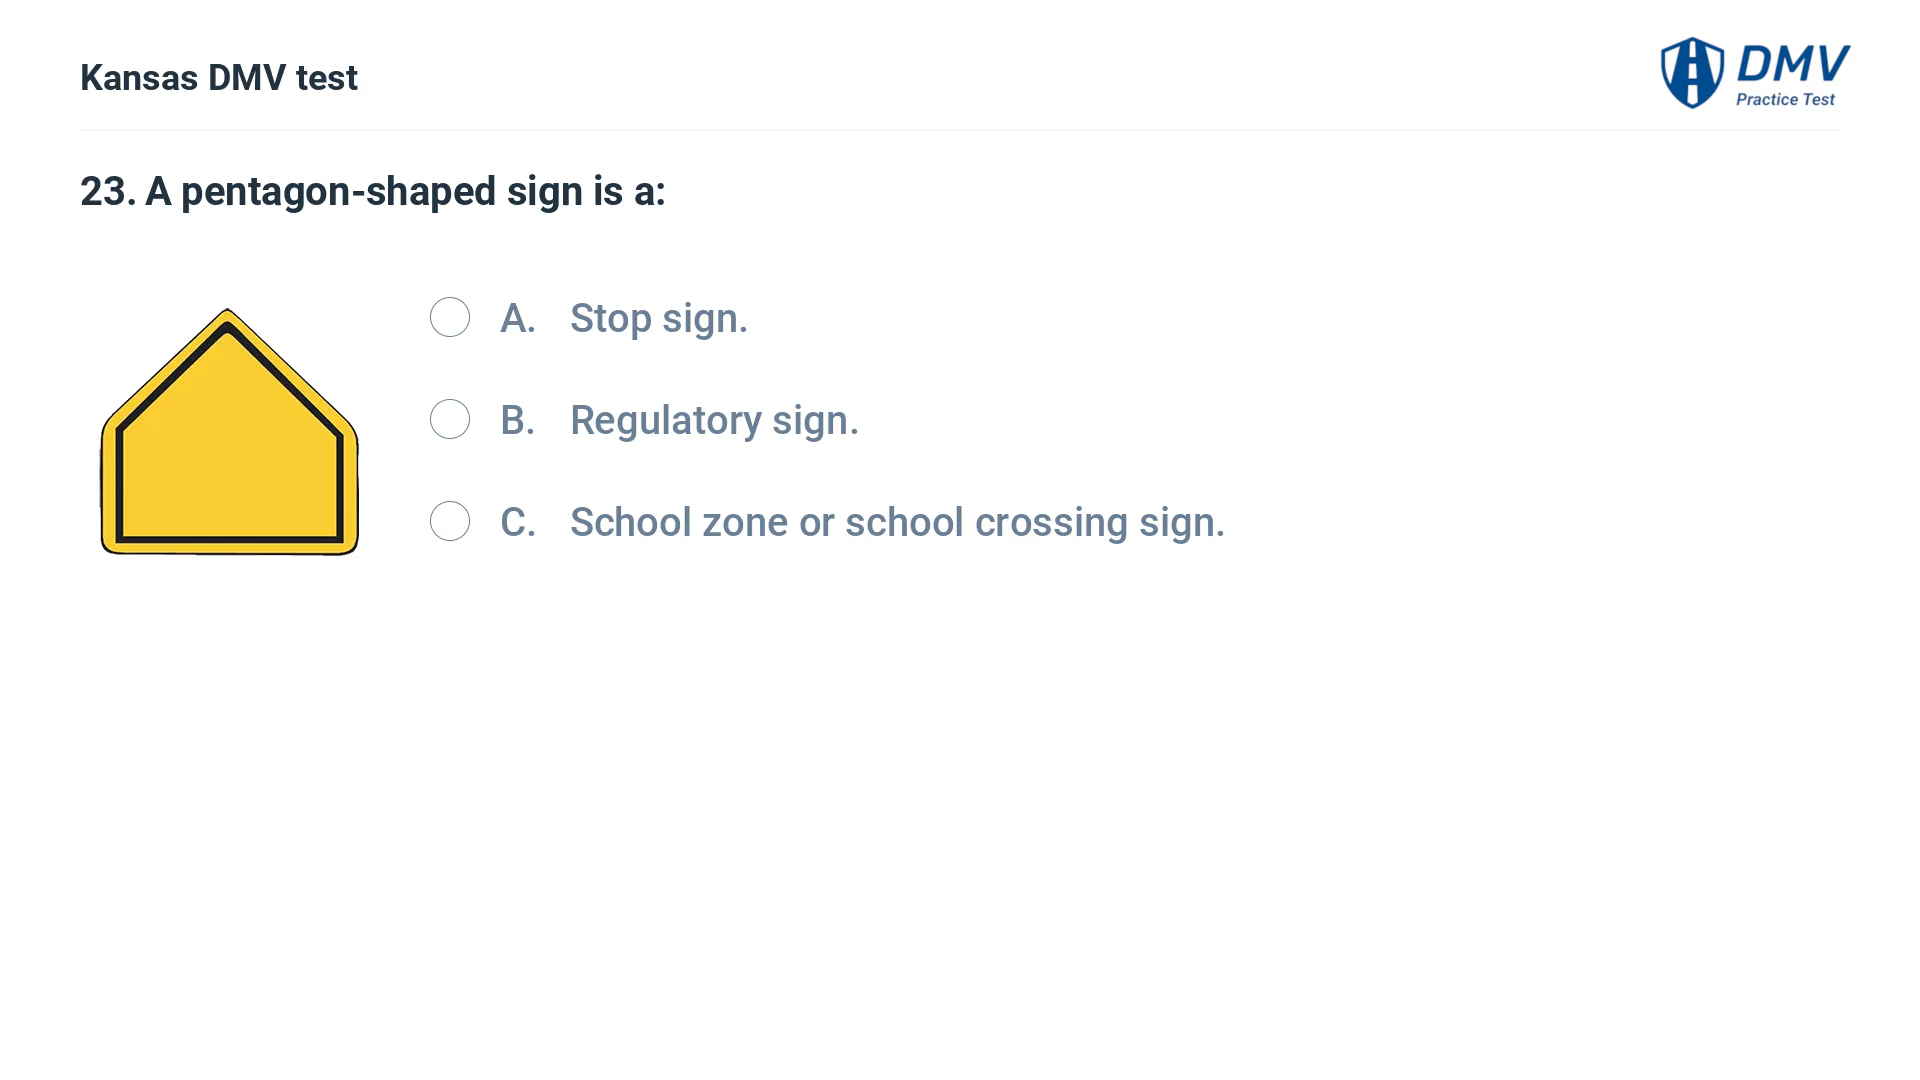 Kansas DMV test
DMV
Practice Test
23. A pentagon-shaped sign is a:
A. Stop sign.
B. Regulatory sign.
C. School zone or school crossing sign.